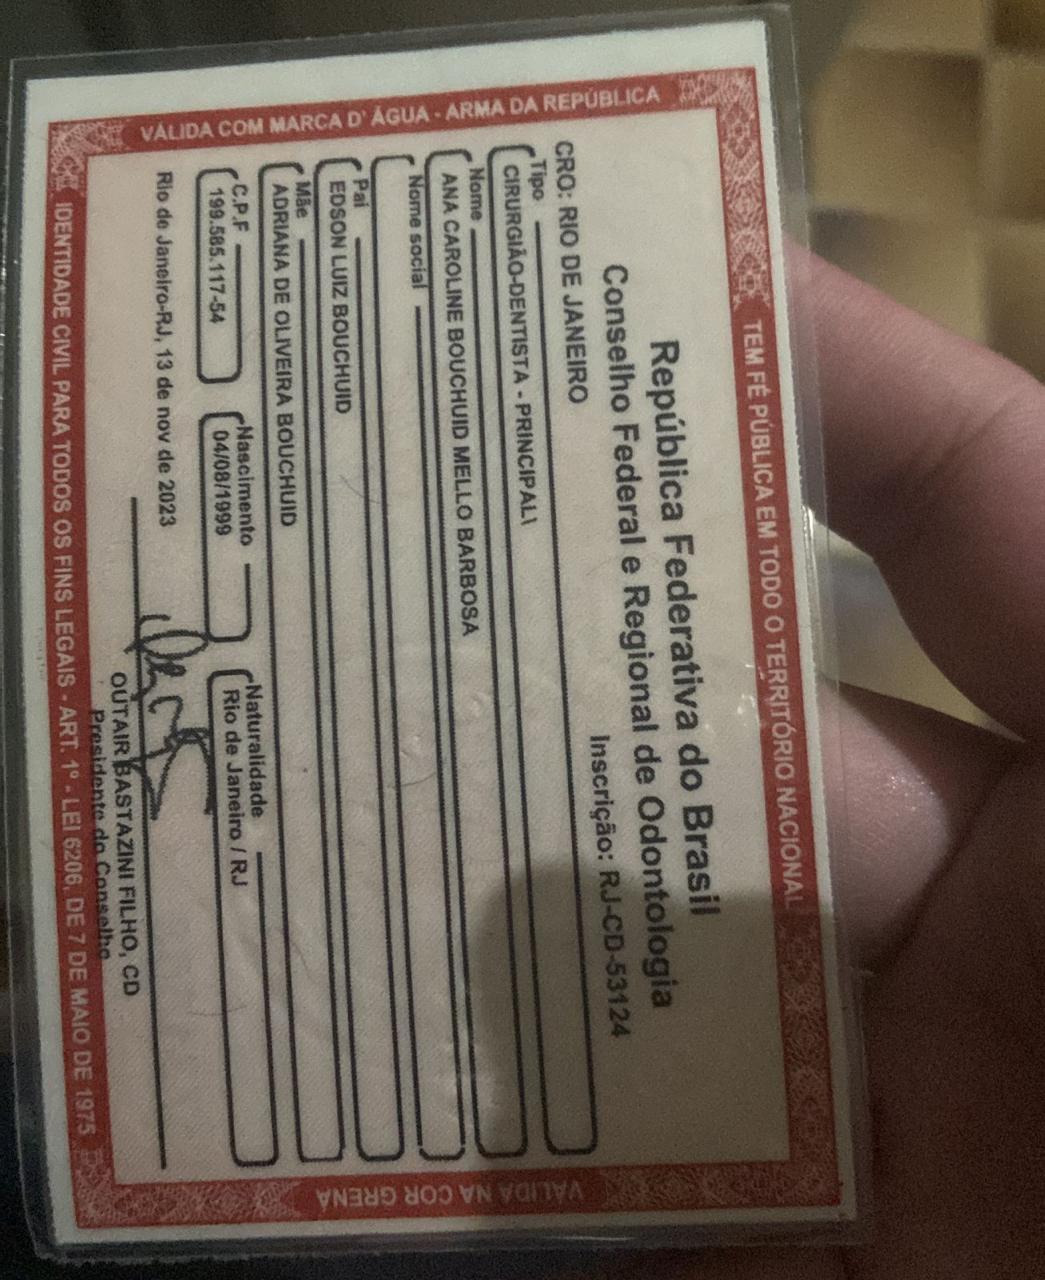 TEM FÉ PÚBLICA EM TODO O TERRITÓRIO NACIONAL
VÁLIDA COM MARCA D' ÁGUA - ARMA DA REPÚBLICA
República Federativa do Brasil
Conselho Federal e Regional de Odontologia
CRO: RIO DE JANEIRO Inscrição: RJ-CD-53124
Tipo
CIRURGIÃO-DENTISTA - PRINCIPAL\
Nome
ANA CAROLINE BOUCHUID MELLO BARBOSA
Nome social
Pai
EDSON LUIZ BOUCHUID
Mãe
ADRIANA DE OLIVEIRA BOUCHUID
C.P.F Nascimento Naturalidade
199.585.117-54 04/08/1999 Rio de Janeiro / RJ
Rio de Janeiro-RJ, 13 de nov de 2023
OUTAIR BASTAZINI FILHO, CD
Presidente do Conselho
VÁLIDA NA COR GRENÁ
IDENTIDADE CIVIL PARA TODOS OS FINS LEGAIS - ART. 1º - LEI 6206, DE 7 DE MAIO DE 1975